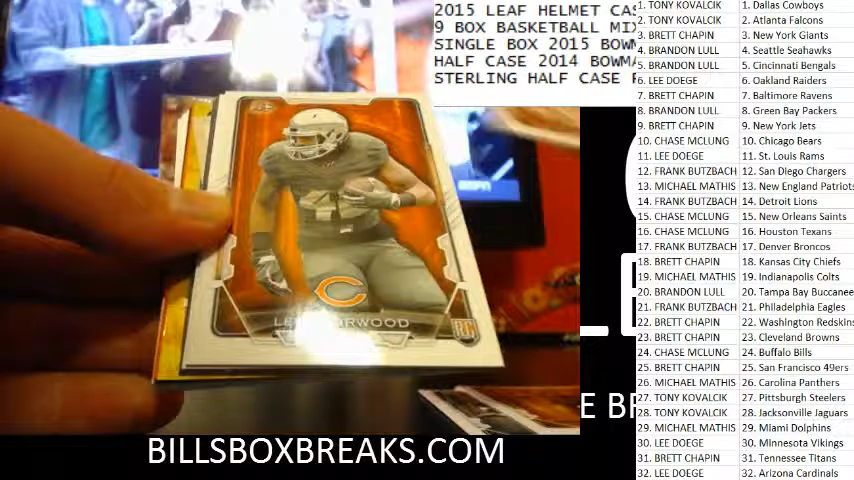 2015 LEAF HELMET CAS
9 BOX BASKETBALL MIX
SINGLE BOX 2015 BOWM
HALF CASE 2014 BOWMA
STERLING HALF CASE
1. TONY KOVALCIK 1. Dallas Cowboys
2. TONY KOVALCIK 2. Atlanta Falcons
3. BRETT CHAPIN 3. New York Giants
4. BRANDON LULL 4. Seattle Seahawks
5. BRANDON LULL 5. Cincinnati Bengals
6. LEE DOEGE 6. Oakland Raiders
7. BRETT CHAPIN 7. Baltimore Ravens
8. BRANDON LULL 8. Green Bay Packers
9. BRETT CHAPIN 9. New York Jets
10. CHASE MCLUNG 10. Chicago Bears
11. LEE DOEGE 11. St. Louis Rams
12. FRANK BUTZBACH 12. San Diego Chargers
13. MICHAEL MATHIS 13. New England Patriots
14. FRANK BUTZBACH 14. Detroit Lions
15. CHASE MCLUNG 15. New Orleans Saints
16. CHASE MCLUNG 16. Houston Texans
17. FRANK BUTZBACH 17. Denver Broncos
18. BRETT CHAPIN 18. Kansas City Chiefs
19. MICHAEL MATHIS 19. Indianapolis Colts
20. BRANDON LULL 20. Tampa Bay Buccanee
21. FRANK BUTZBACH 21. Philadelphia Eagles
22. BRETT CHAPIN 22. Washington Redskins
23. BRETT CHAPIN 23. Cleveland Browns
24. CHASE MCLUNG 24. Buffalo Bills
25. BRETT CHAPIN 25. San Francisco 49ers
26. MICHAEL MATHIS 26. Carolina Panthers
27. TONY KOVALCIK 27. Pittsburgh Steelers
28. TONY KOVALCIK 28. Jacksonville Jaguars
29. MICHAEL MATHIS 29. Miami Dolphins
30. LEE DOEGE 30. Minnesota Vikings
31. BRETT CHAPIN 31. Tennessee Titans
32. LEE DOEGE 32. Arizona Cardinals
ESPN
C
E BR
BILLSBOXBREAKS.COM